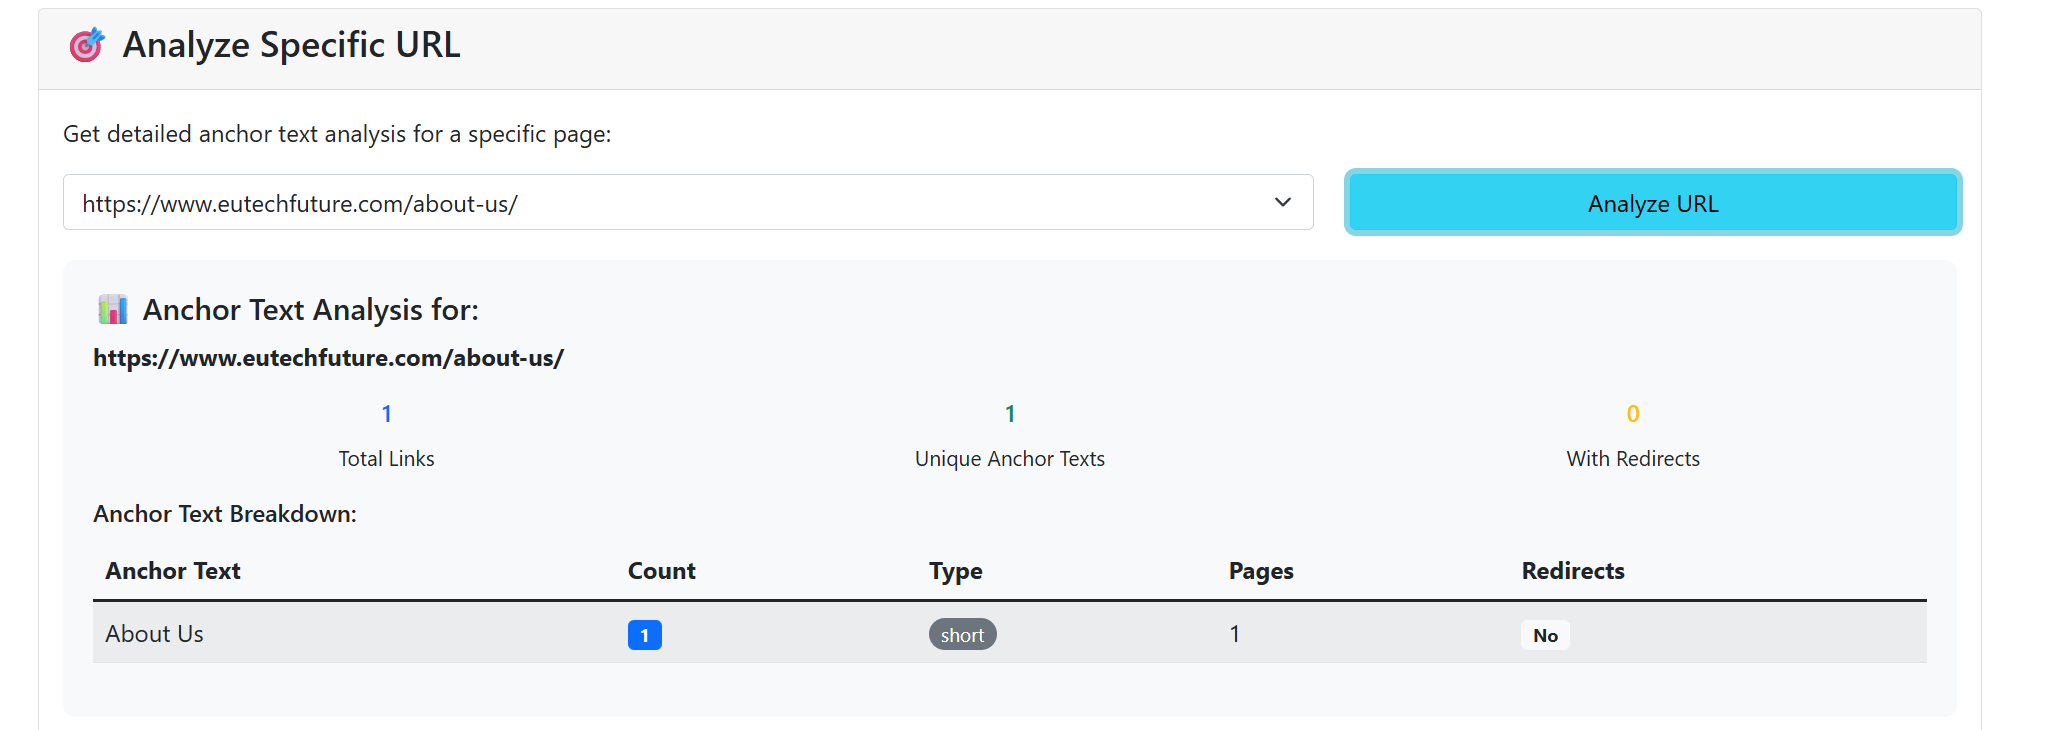 Analyze Specific URL
Get detailed anchor text analysis for a specific page:
https://www.eutechfuture.com/about-us/
Analyze URL
Anchor Text Analysis for:
https://www.eutechfuture.com/about-us/
1 1 0
Total Links Unique Anchor Texts With Redirects
Anchor Text Breakdown:
Anchor Text Count Type Pages Redirects
About Us 1 short 1 No